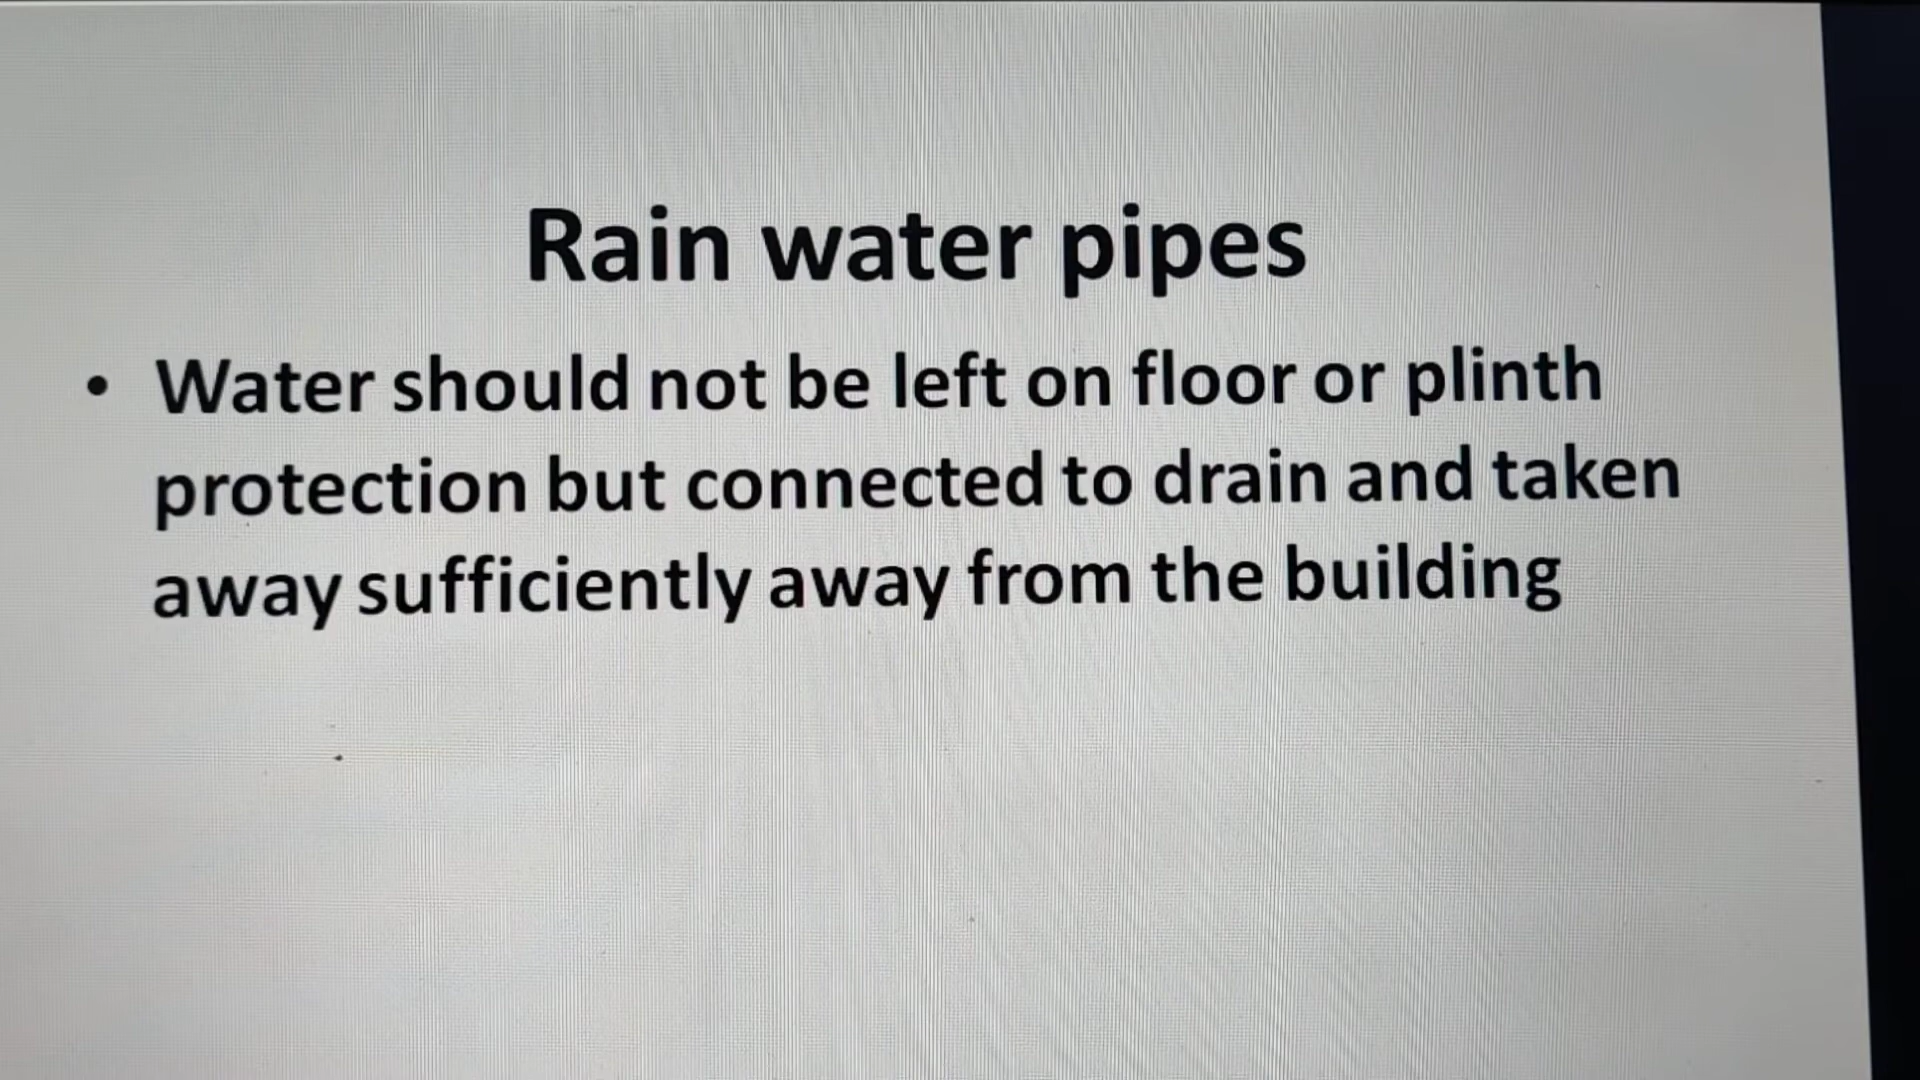 Rain water pipes
• Water should not be left on floor or plinth
protection but connected to drain and taken
away sufficiently away from the building